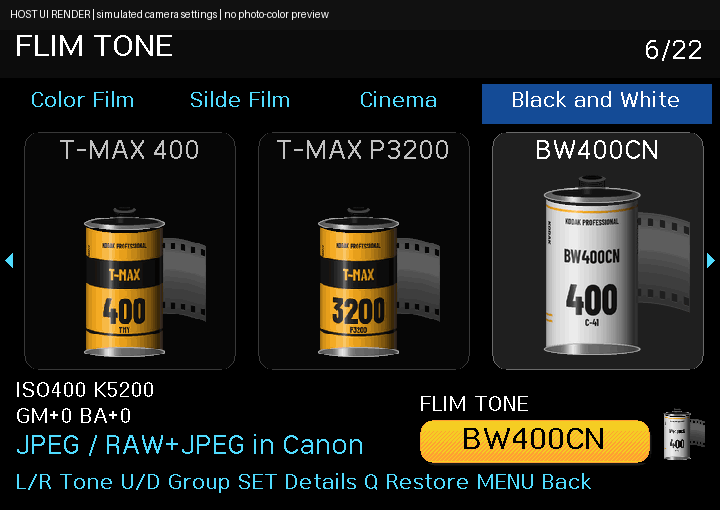 HOST UI RENDER | simulated camera settings | no photo-color preview
FLIM TONE
6/22
Color Film
Silde Film
Cinema
Black and White
T-MAX 400
T-MAX P3200
BW400CN
KODAK PROFESSIONAL
T-MAX
400
TMY
KODAK PROFESSIONAL
T-MAX
3200
P3200
KODAK PROFESSIONAL
KODAK
BW400CN
400
C-41
ISO400 K5200
GM+0 BA+0
JPEG / RAW+JPEG in Canon
FLIM TONE
BW400CN
400
L/R Tone U/D Group SET Details Q Restore MENU Back